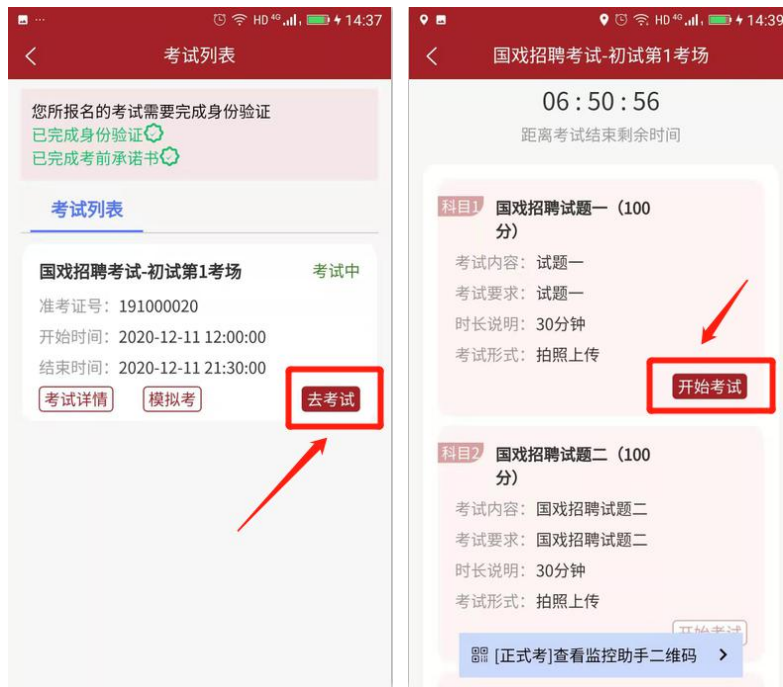 HD 4G 14:37
考试列表
您所报名的考试需要完成身份验证
已完成身份验证
已完成考前承诺书
考试列表
国戏招聘考试-初试第1考场 考试中
准考证号：191000020
开始时间：2020-12-11 12:00:00
结束时间：2020-12-11 21:30:00
考试详情 模拟考 去考试
HD 4G 14:39
国戏招聘考试-初试第1考场
06:50:56
距离考试结束剩余时间
科目1 国戏招聘试题一（100
分）
考试内容：试题一
考试要求：试题一
时长说明：30分钟
考试形式：拍照上传
开始考试
科目2 国戏招聘试题二（100
分）
考试内容：国戏招聘试题二
考试要求：国戏招聘试题二
时长说明：30分钟
考试形式：拍照上传
开始考试
[正式考]查看监控助手二维码